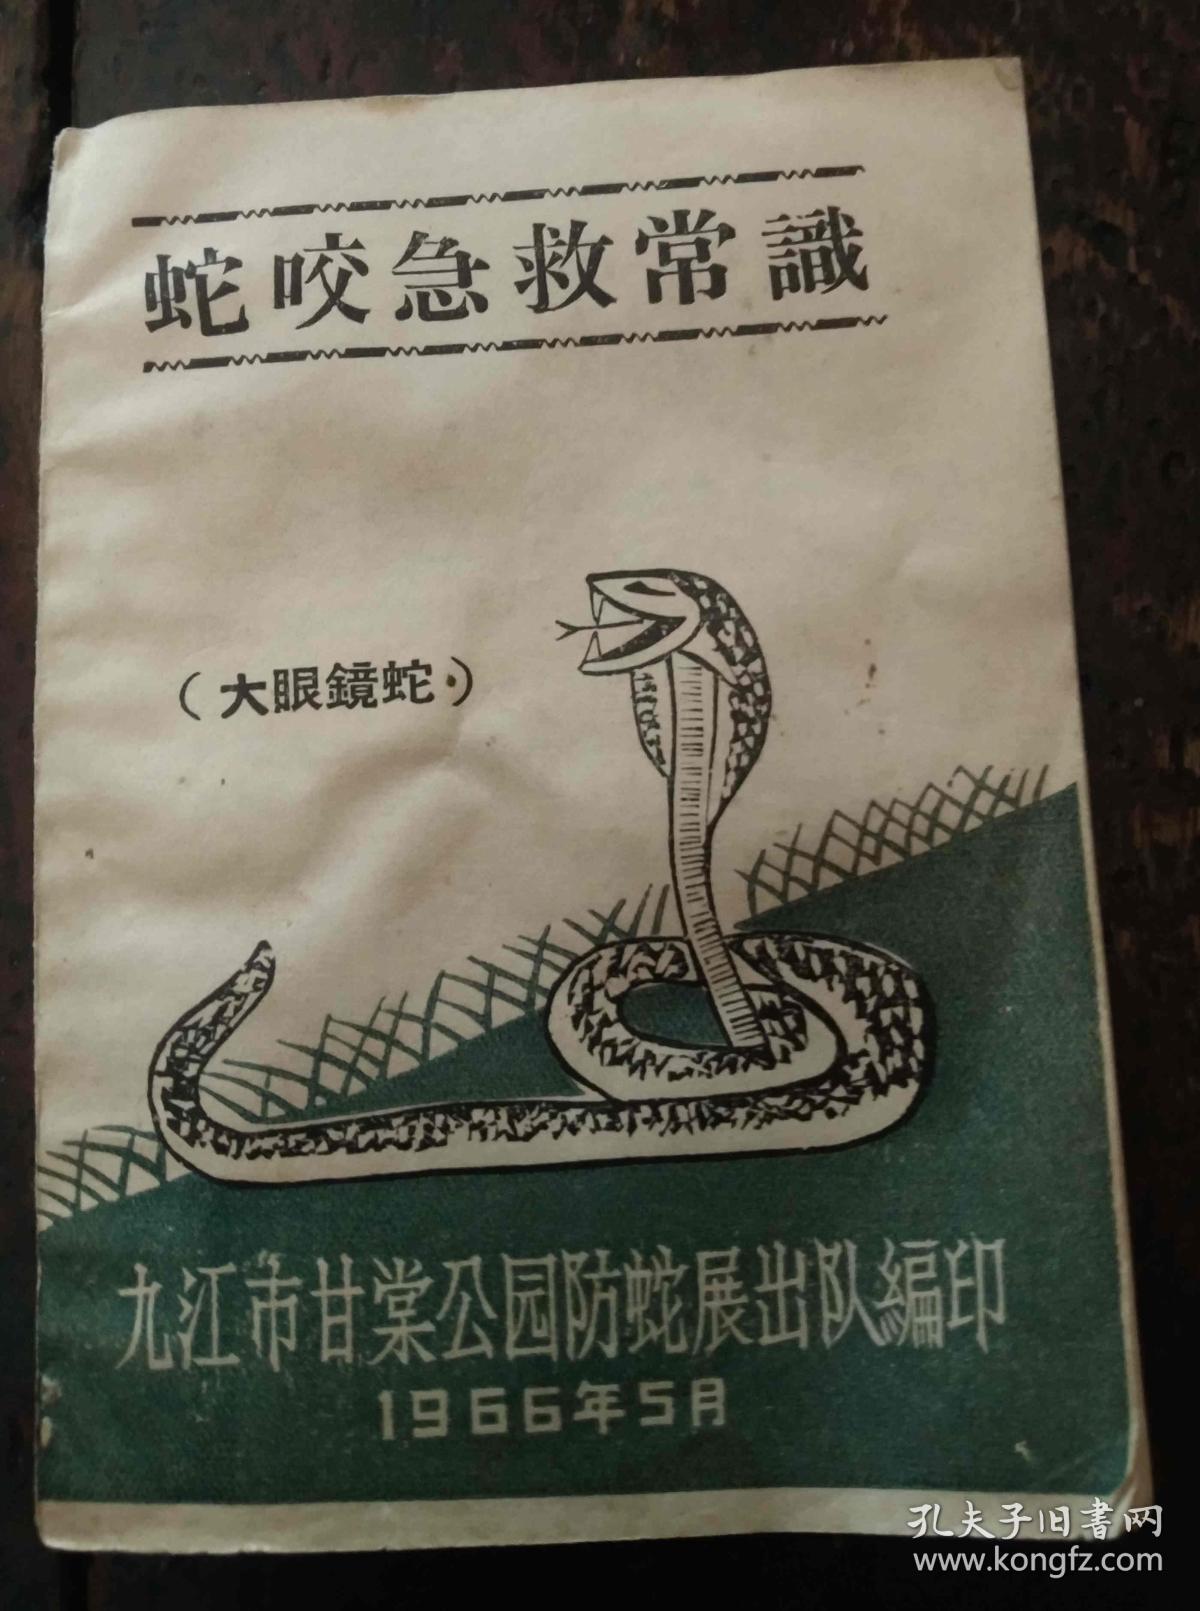 蛇咬急救常識
（大眼鏡蛇）
九江市甘棠公园防蛇展出队編印
1966年5月
孔夫子旧書网
www.kongfz.com